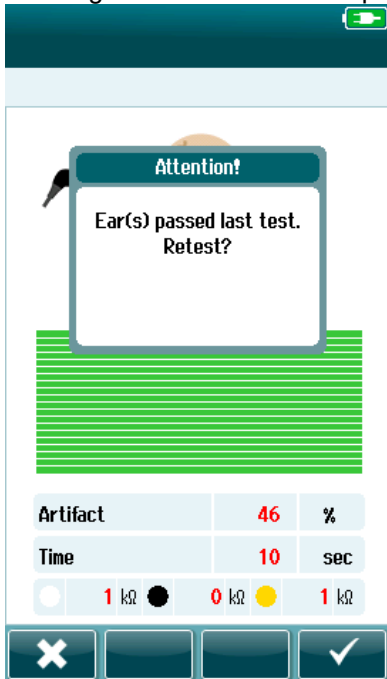 Attention!
Ear(s) passed last test.
Retest?
Artifact 46 %
Time 10 sec
1 kΩ 0 kΩ 1 kΩ